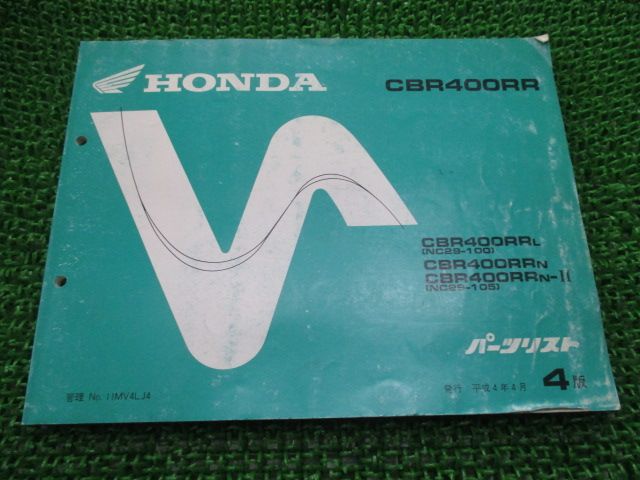 HONDA
CBR400RR
CBR400RRL
(NC29-100)
CBR400RRN
CBR400RRN-II
(NC29-105)
パーツリスト
管理 No. 11MV4LJ4
発行 平成4年4月 4版